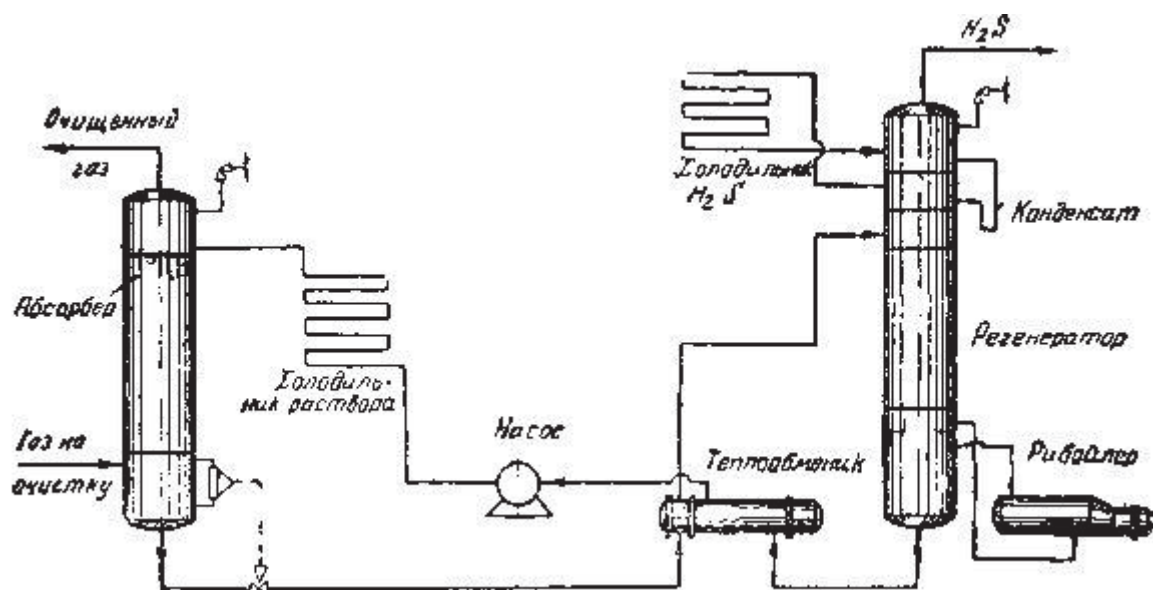 H₂S
Очищенный
газ
Холодильник
H₂S
Конденсат
Абсорбер
Регенератор
Холодиль-
ник раствора
Газ на
очистку
Насос
Теплообменник
Рибойлер